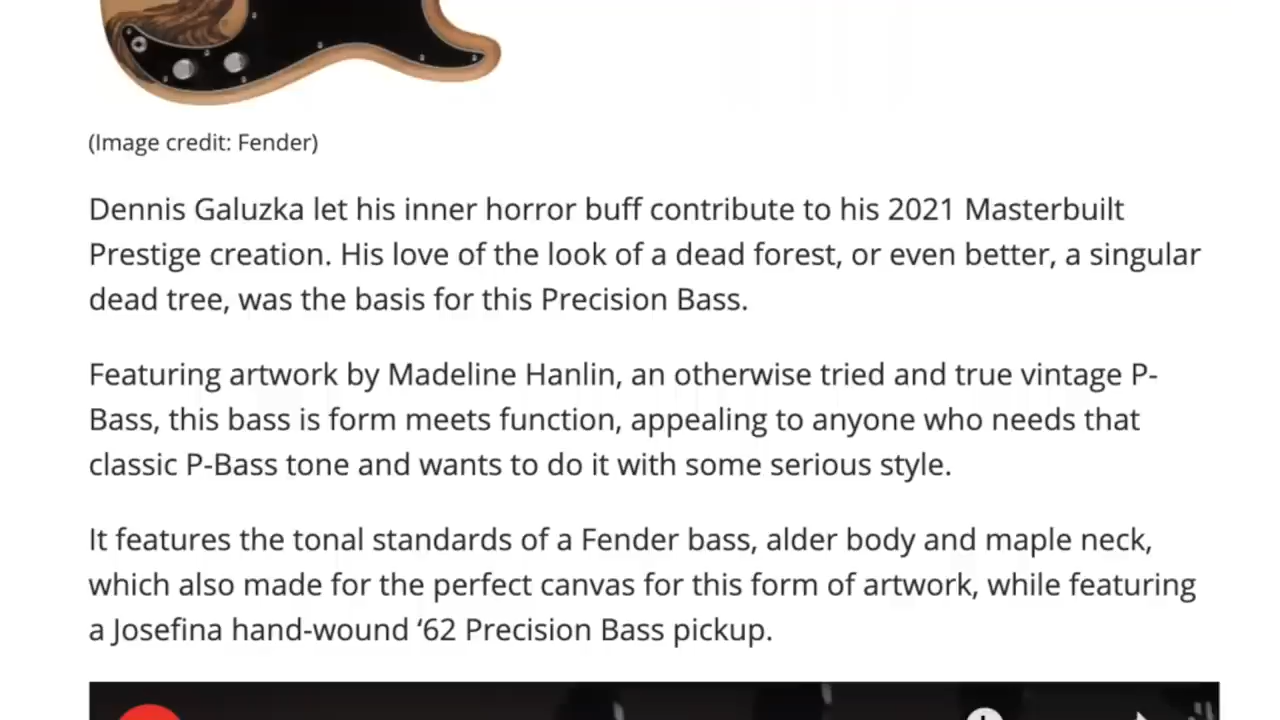 (Image credit: Fender)
Dennis Galuzka let his inner horror buff contribute to his 2021 Masterbuilt
Prestige creation. His love of the look of a dead forest, or even better, a singular
dead tree, was the basis for this Precision Bass.
Featuring artwork by Madeline Hanlin, an otherwise tried and true vintage P-
Bass, this bass is form meets function, appealing to anyone who needs that
classic P-Bass tone and wants to do it with some serious style.
It features the tonal standards of a Fender bass, alder body and maple neck,
which also made for the perfect canvas for this form of artwork, while featuring
a Josefina hand-wound ‘62 Precision Bass pickup.